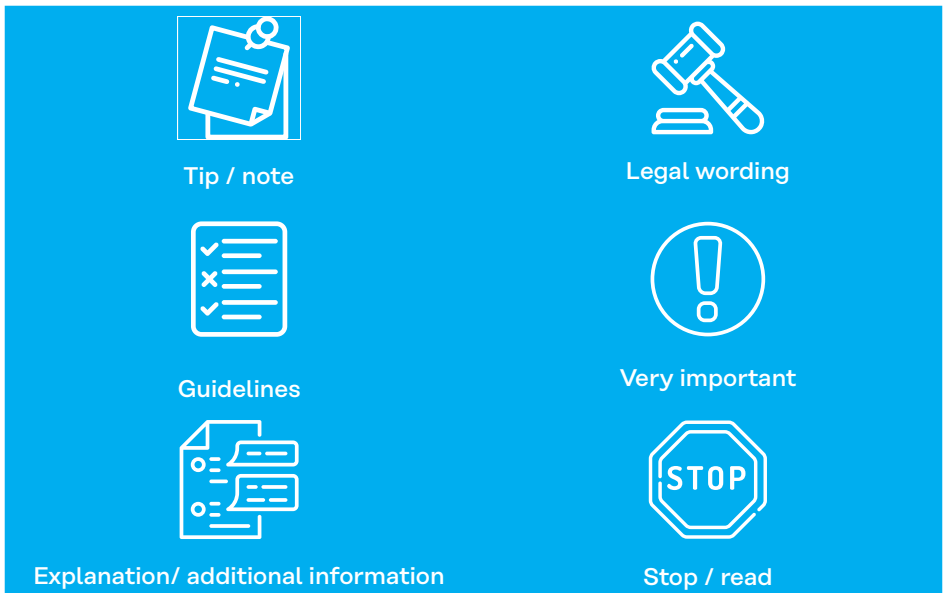 Tip / note
Legal wording
Guidelines
Very important
STOP
Explanation/ additional information
Stop / read